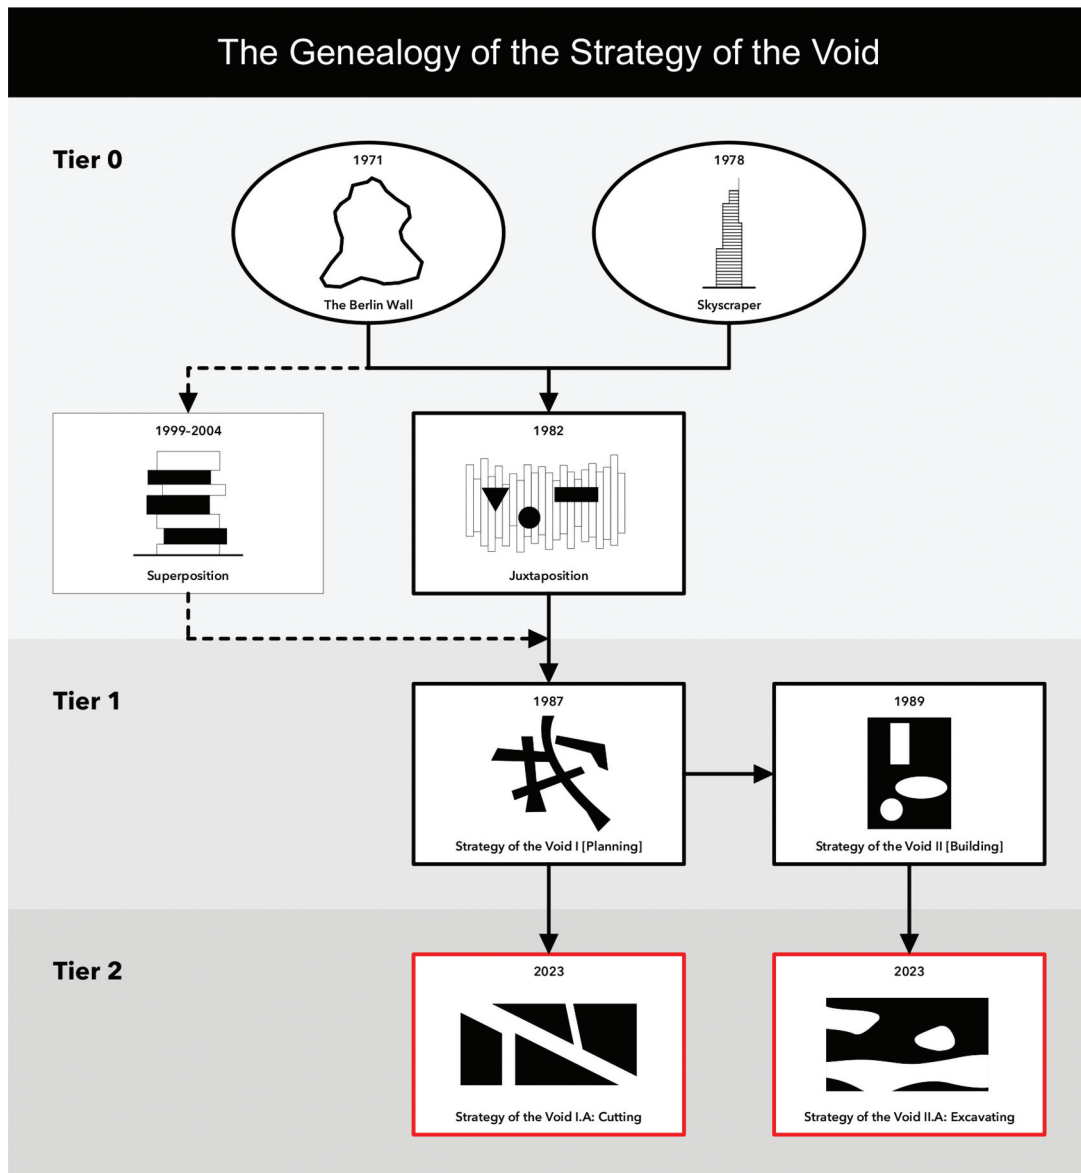 The Genealogy of the Strategy of the Void
Tier 0
1971
The Berlin Wall
1978
Skyscraper
1999–2004
Superposition
1982
Juxtaposition
Tier 1
1987
Strategy of the Void I [Planning]
1989
Strategy of the Void II [Building]
Tier 2
2023
Strategy of the Void I.A: Cutting
2023
Strategy of the Void II.A: Excavating